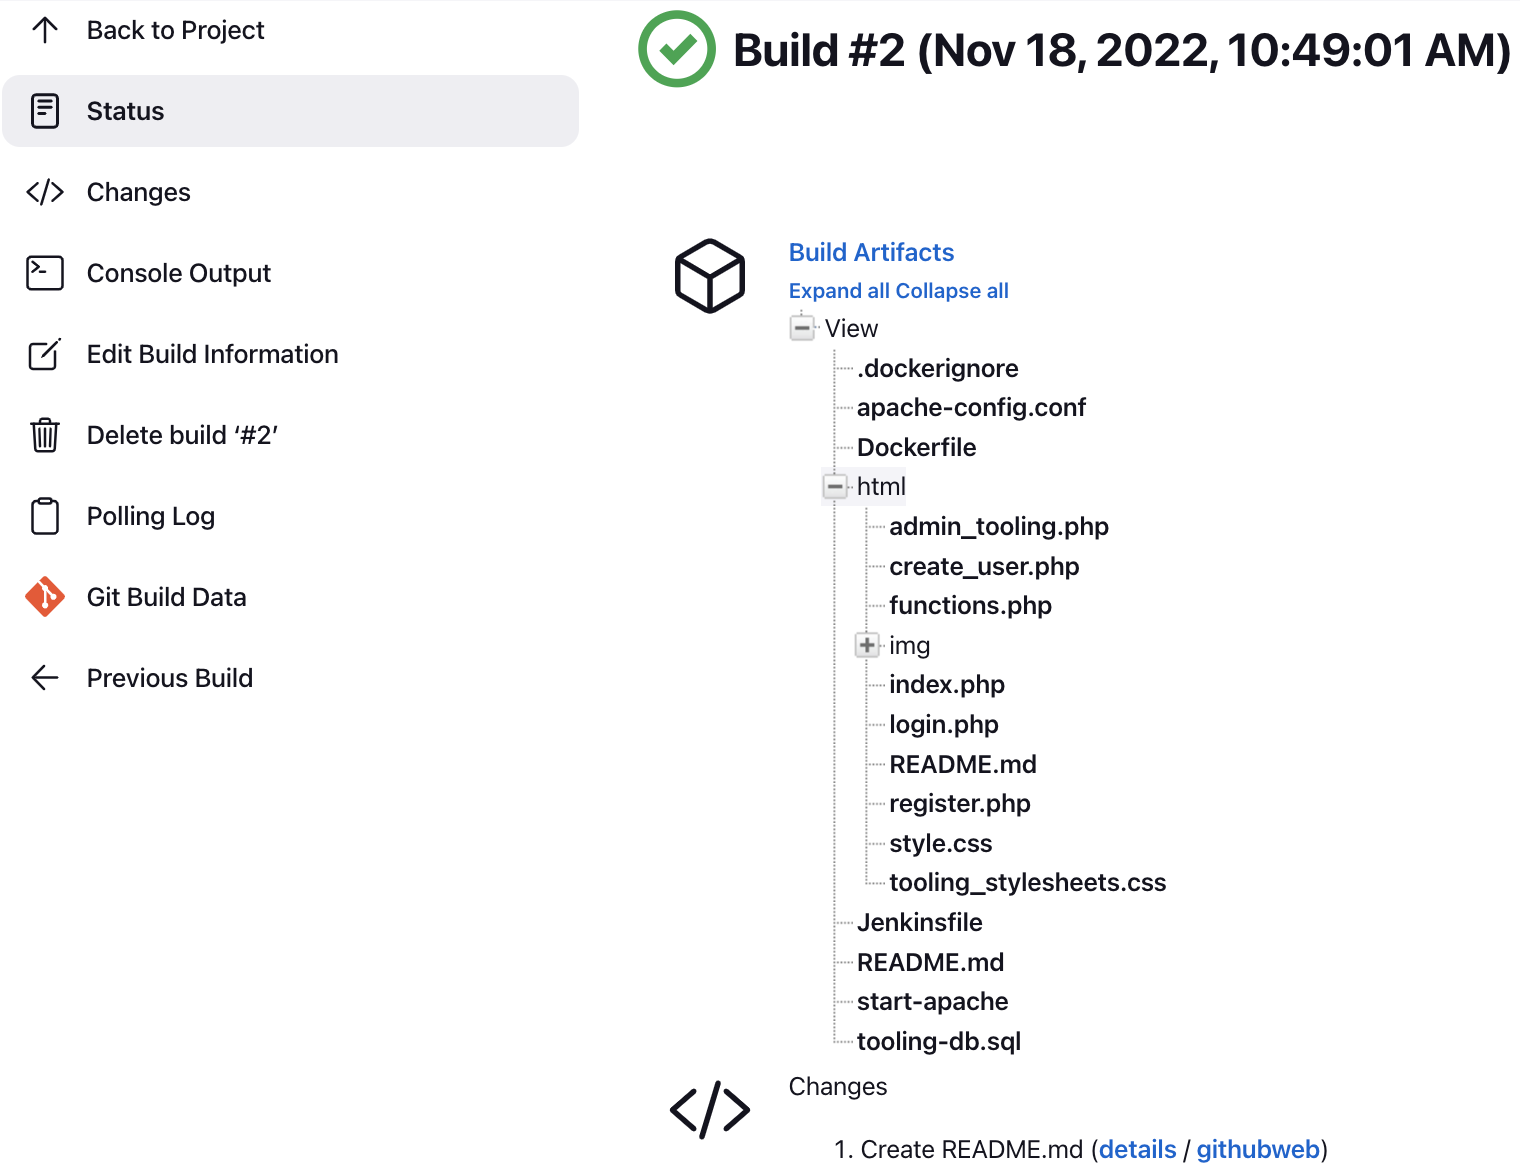 Back to Project
Status
Changes
Console Output
Edit Build Information
Delete build ‘#2’
Polling Log
Git Build Data
Previous Build
Build #2 (Nov 18, 2022, 10:49:01 AM)
Build Artifacts
Expand all Collapse all
View
.dockerignore
apache-config.conf
Dockerfile
html
admin_tooling.php
create_user.php
functions.php
img
index.php
login.php
README.md
register.php
style.css
tooling_stylesheets.css
Jenkinsfile
README.md
start-apache
tooling-db.sql
Changes
1. Create README.md (details / githubweb)